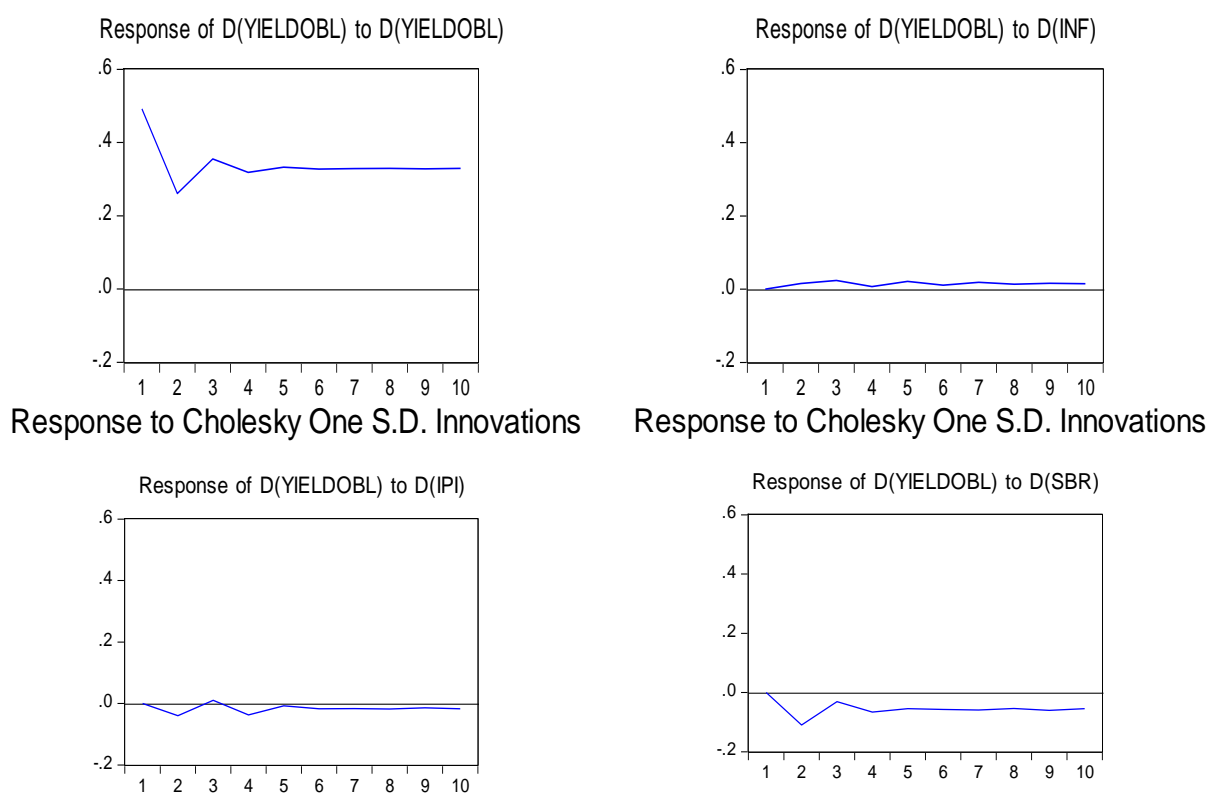 Response of D(YIELDOBL) to D(YIELDOBL)
.6
.4
.2
.0
-.2
1 2 3 4 5 6 7 8 9 10
Response of D(YIELDOBL) to D(INF)
.6
.4
.2
.0
-.2
1 2 3 4 5 6 7 8 9 10
Response to Cholesky One S.D. Innovations
Response to Cholesky One S.D. Innovations
Response of D(YIELDOBL) to D(IPI)
.6
.4
.2
.0
-.2
1 2 3 4 5 6 7 8 9 10
Response of D(YIELDOBL) to D(SBR)
.6
.4
.2
.0
-.2
1 2 3 4 5 6 7 8 9 10